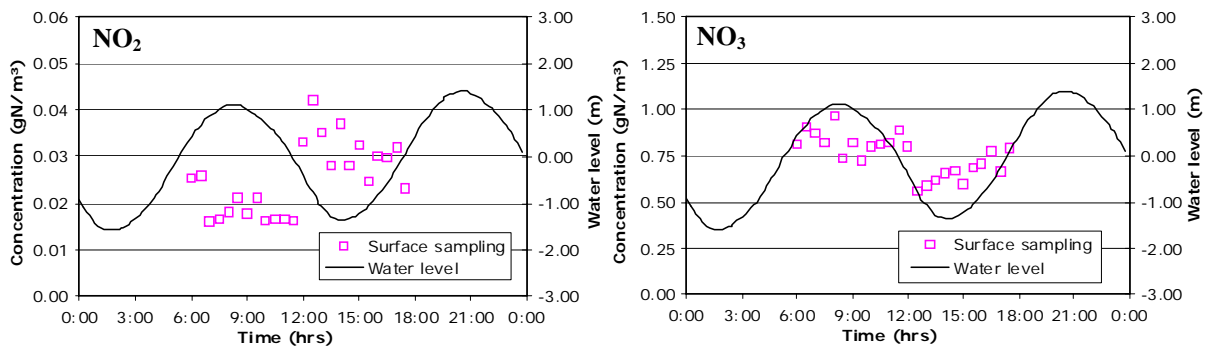 NO₂
Concentration (gN/m³)
0.06
0.05
0.04
0.03
0.02
0.01
0.00
3.00
2.00
1.00
0.00
-1.00
-2.00
-3.00
Water level (m)
Surface sampling
Water level
0:00 3:00 6:00 9:00 12:00 15:00 18:00 21:00 0:00
Time (hrs)
NO₃
Concentration (gN/m³)
1.50
1.25
1.00
0.75
0.50
0.25
0.00
3.00
2.00
1.00
0.00
-1.00
-2.00
-3.00
Water level (m)
Surface sampling
Water level
0:00 3:00 6:00 9:00 12:00 15:00 18:00 21:00 0:00
Time (hrs)